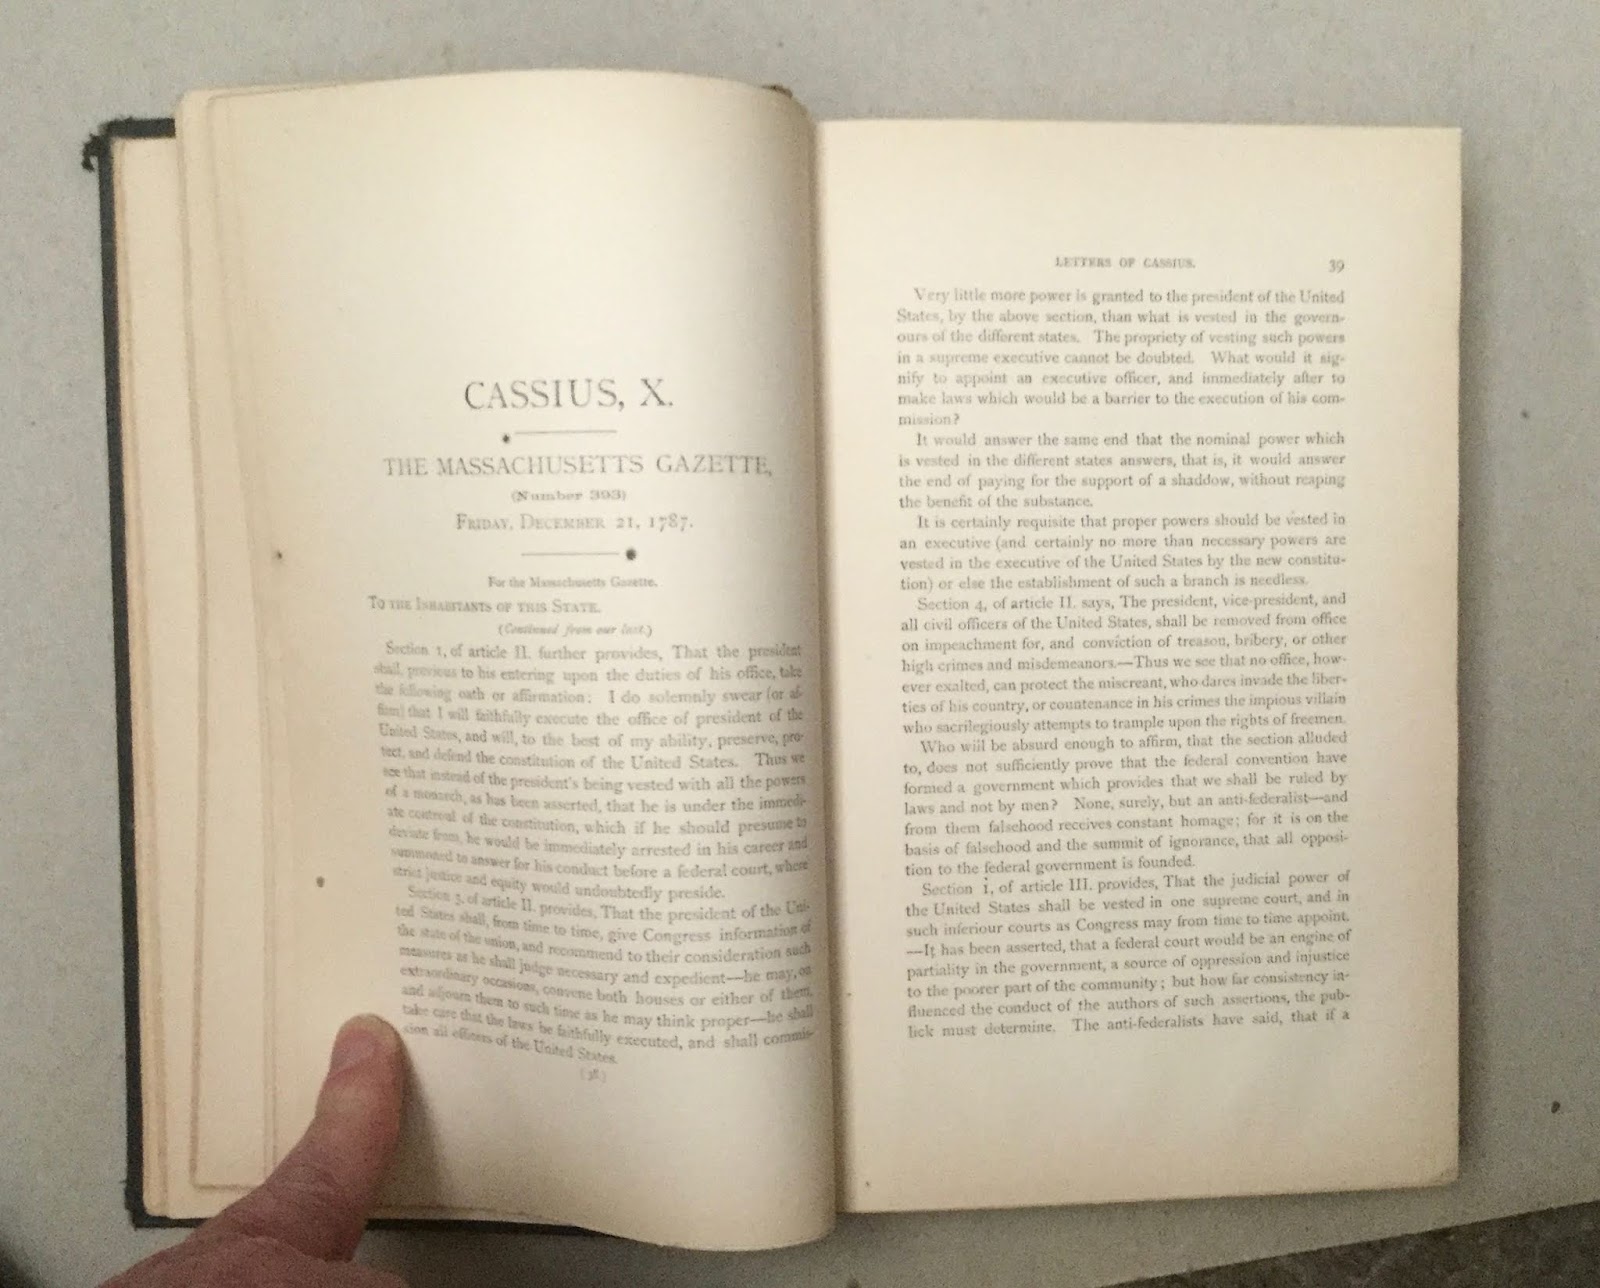 CASSIUS, X.
THE MASSACHUSETTS GAZETTE,
(Number 393)
FRIDAY, DECEMBER 21, 1787.
For the Massachusetts Gazette.
TO THE INHABITANTS OF THIS STATE.
(Continued from our last.)
Section 1, of article II. further provides, That the president
shall, previous to his entering upon the duties of his office, take
the following oath or affirmation: I do solemnly swear (or af-
firm) that I will faithfully execute the office of president of the
United States, and will, to the best of my ability, preserve, pro-
tect, and defend the constitution of the United States. Thus we
see that instead of the president's being vested with all the powers
of a monarch, as has been asserted, that he is under the immedi-
ate controul of the constitution, which if he should presume to
deviate from, he would be immediately arrested in his career and
summoned to answer for his conduct before a federal court, where
strict justice and equity would undoubtedly preside.
Section 3, of article II. provides, That the president of the Uni-
ted States shall, from time to time, give Congress information of
the state of the union, and recommend to their consideration such
measures as he shall judge necessary and expedient—he may, on
extraordinary occasions, convene both houses or either of them,
and adjourn them to such time as he may think proper—he shall
take care that the laws be faithfully executed, and shall commis-
sion all officers of the United States.
(38)
LETTERS OF CASSIUS. 39
Very little more power is granted to the president of the United
States, by the above section, than what is vested in the govern-
ours of the different states. The propriety of vesting such powers
in a supreme executive cannot be doubted. What would it sig-
nify to appoint an executive officer, and immediately after to
make laws which would be a barrier to the execution of his com-
mission?
It would answer the same end that the nominal power which
is vested in the different states answers, that is, it would answer
the end of paying for the support of a shaddow, without reaping
the benefit of the substance.
It is certainly requisite that proper powers should be vested in
an executive (and certainly no more than necessary powers are
vested in the executive of the United States by the new constitu-
tion) or else the establishment of such a branch is needless.
Section 4, of article II. says, The president, vice-president, and
all civil officers of the United States, shall be removed from office
on impeachment for, and conviction of treason, bribery, or other
high crimes and misdemeanors.—Thus we see that no office, how-
ever exalted, can protect the miscreant, who dares invade the liber-
ties of his country, or countenance in his crimes the impious villain
who sacrilegiously attempts to trample upon the rights of freemen.
Who will be absurd enough to affirm, that the section alluded
to, does not sufficiently prove that the federal convention have
formed a government which provides that we shall be ruled by
laws and not by men? None, surely, but an anti-federalist—and
from them falsehood receives constant homage; for it is on the
basis of falsehood and the summit of ignorance, that all opposi-
tion to the federal government is founded.
Section 1, of article III. provides, That the judicial power of
the United States shall be vested in one supreme court, and in
such inferiour courts as Congress may from time to time appoint.
—It has been asserted, that a federal court would be an engine of
partiality in the government, a source of oppression and injustice
to the poorer part of the community; but how far consistency in-
fluenced the conduct of the authors of such assertions, the pub-
lick must determine. The anti-federalists have said, that if a